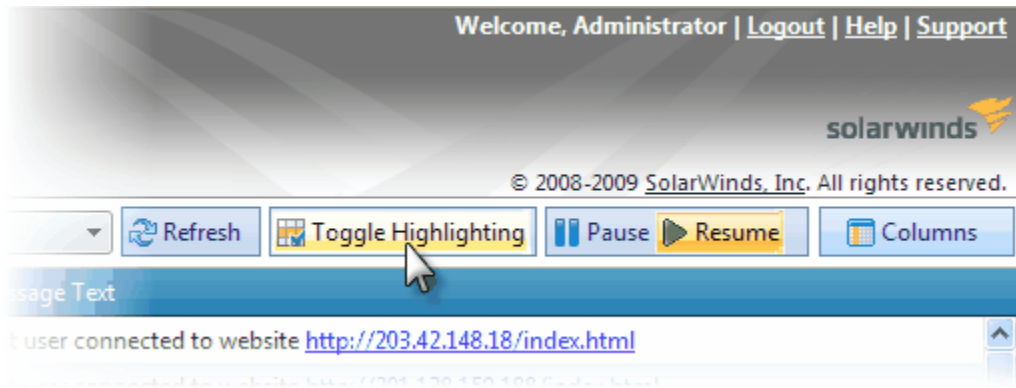 Welcome, Administrator | Logout | Help | Support
solarwinds
© 2008-2009 SolarWinds, Inc. All rights reserved.
Refresh Toggle Highlighting Pause Resume Columns
Text
user connected to website http://203.42.148.18/index.html